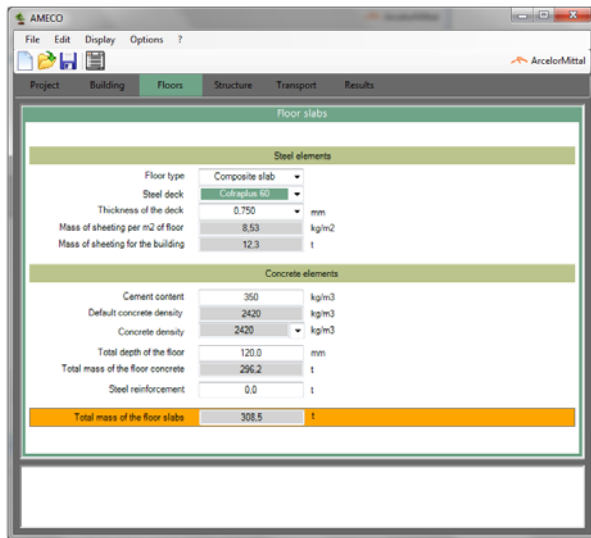 AMECO
File Edit Display Options ?
ArcelorMittal
Project Building Floors Structure Transport Results
Floor slabs
Steel elements
Floor type Composite slab
Steel deck Cofraplus 60
Thickness of the deck 0,750 mm
Mass of sheeting per m2 of floor 8,53 kg/m2
Mass of sheeting for the building 12,3 t
Concrete elements
Cement content 350 kg/m3
Default concrete density 2420 kg/m3
Concrete density 2420 kg/m3
Total depth of the floor 120,0 mm
Total mass of the floor concrete 296,2 t
Steel reinforcement 0,0 t
Total mass of the floor slabs 308,5 t